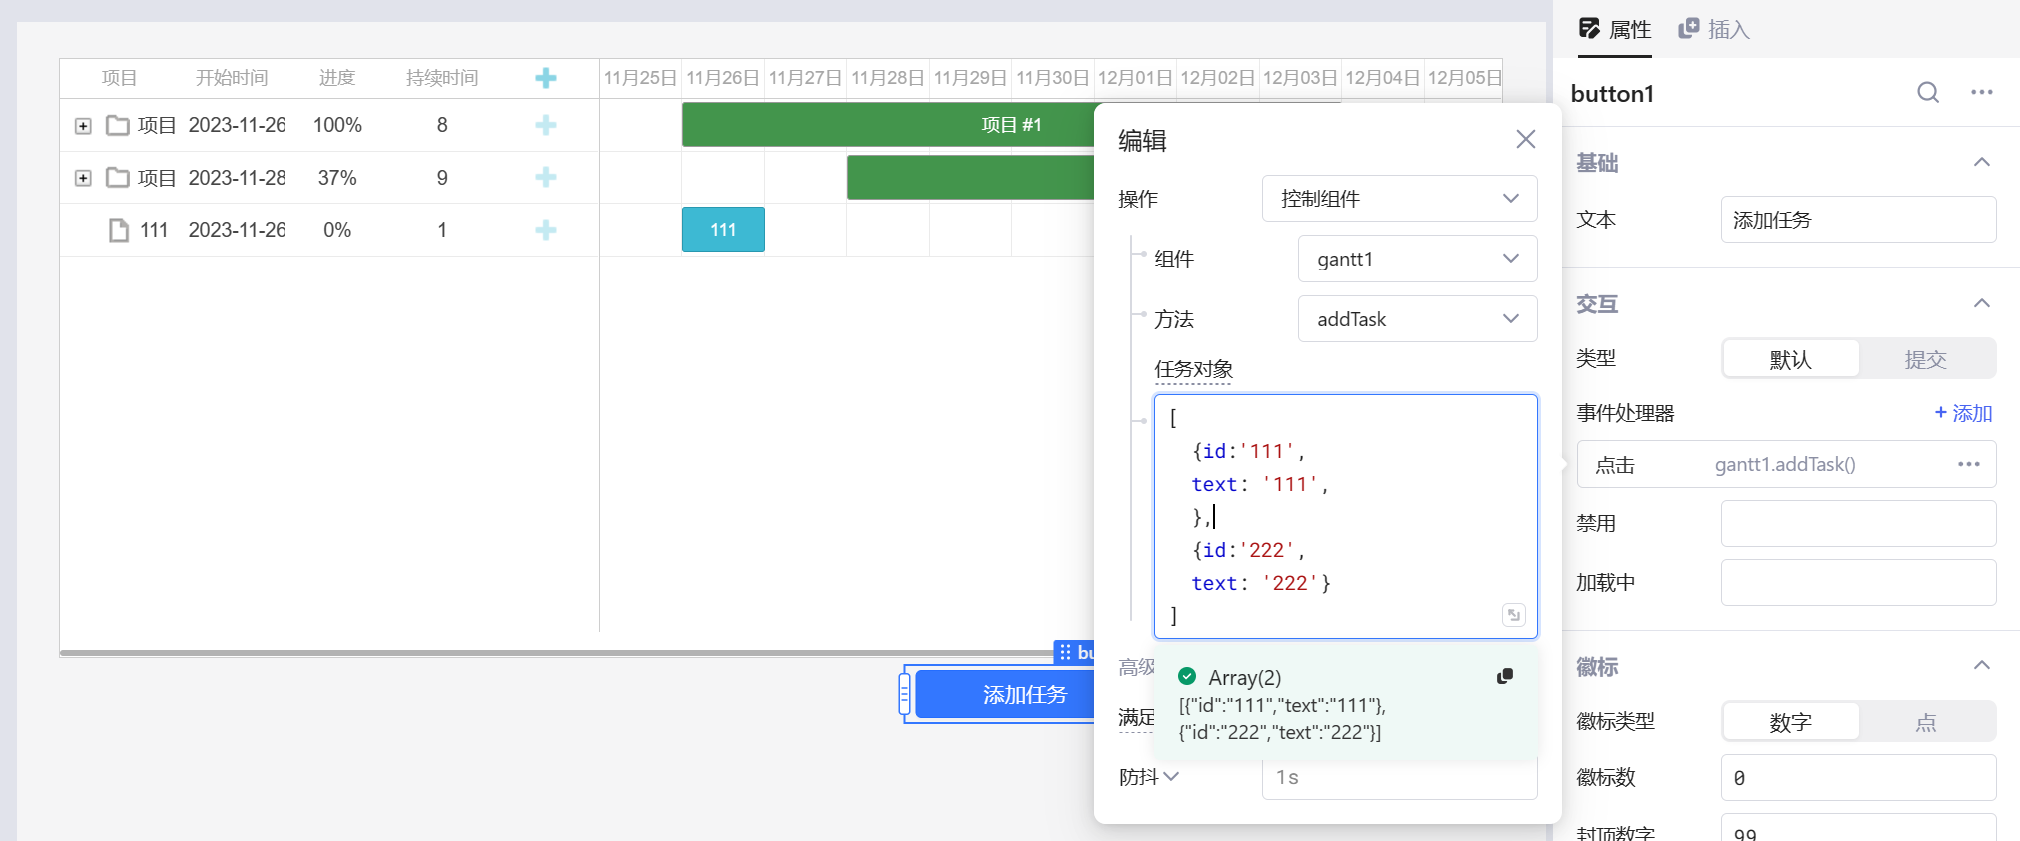 项目 开始时间 进度 持续时间 11月25日 11月26日 11月27日 11月28日 11月29日 11月30日 12月01日 12月02日 12月03日 12月04日 12月05日
项目 2023-11-26 100% 8 项目 #1
项目 2023-11-28 37% 9
111 2023-11-26 0% 1 111
bu
添加任务
编辑
操作 控制组件
组件 gantt1
方法 addTask
任务对象
[
{id:'111',
text: '111',
},
{id:'222',
text: '222'}
]
高级
Array(2)
[{"id":"111","text":"111"},
{"id":"222","text":"222"}]
满足
防抖 1s
属性 插入
button1
基础
文本 添加任务
交互
类型 默认 提交
事件处理器 + 添加
点击 gantt1.addTask()
禁用
加载中
徽标
徽标类型 数字 点
徽标数 0
封顶数字 99